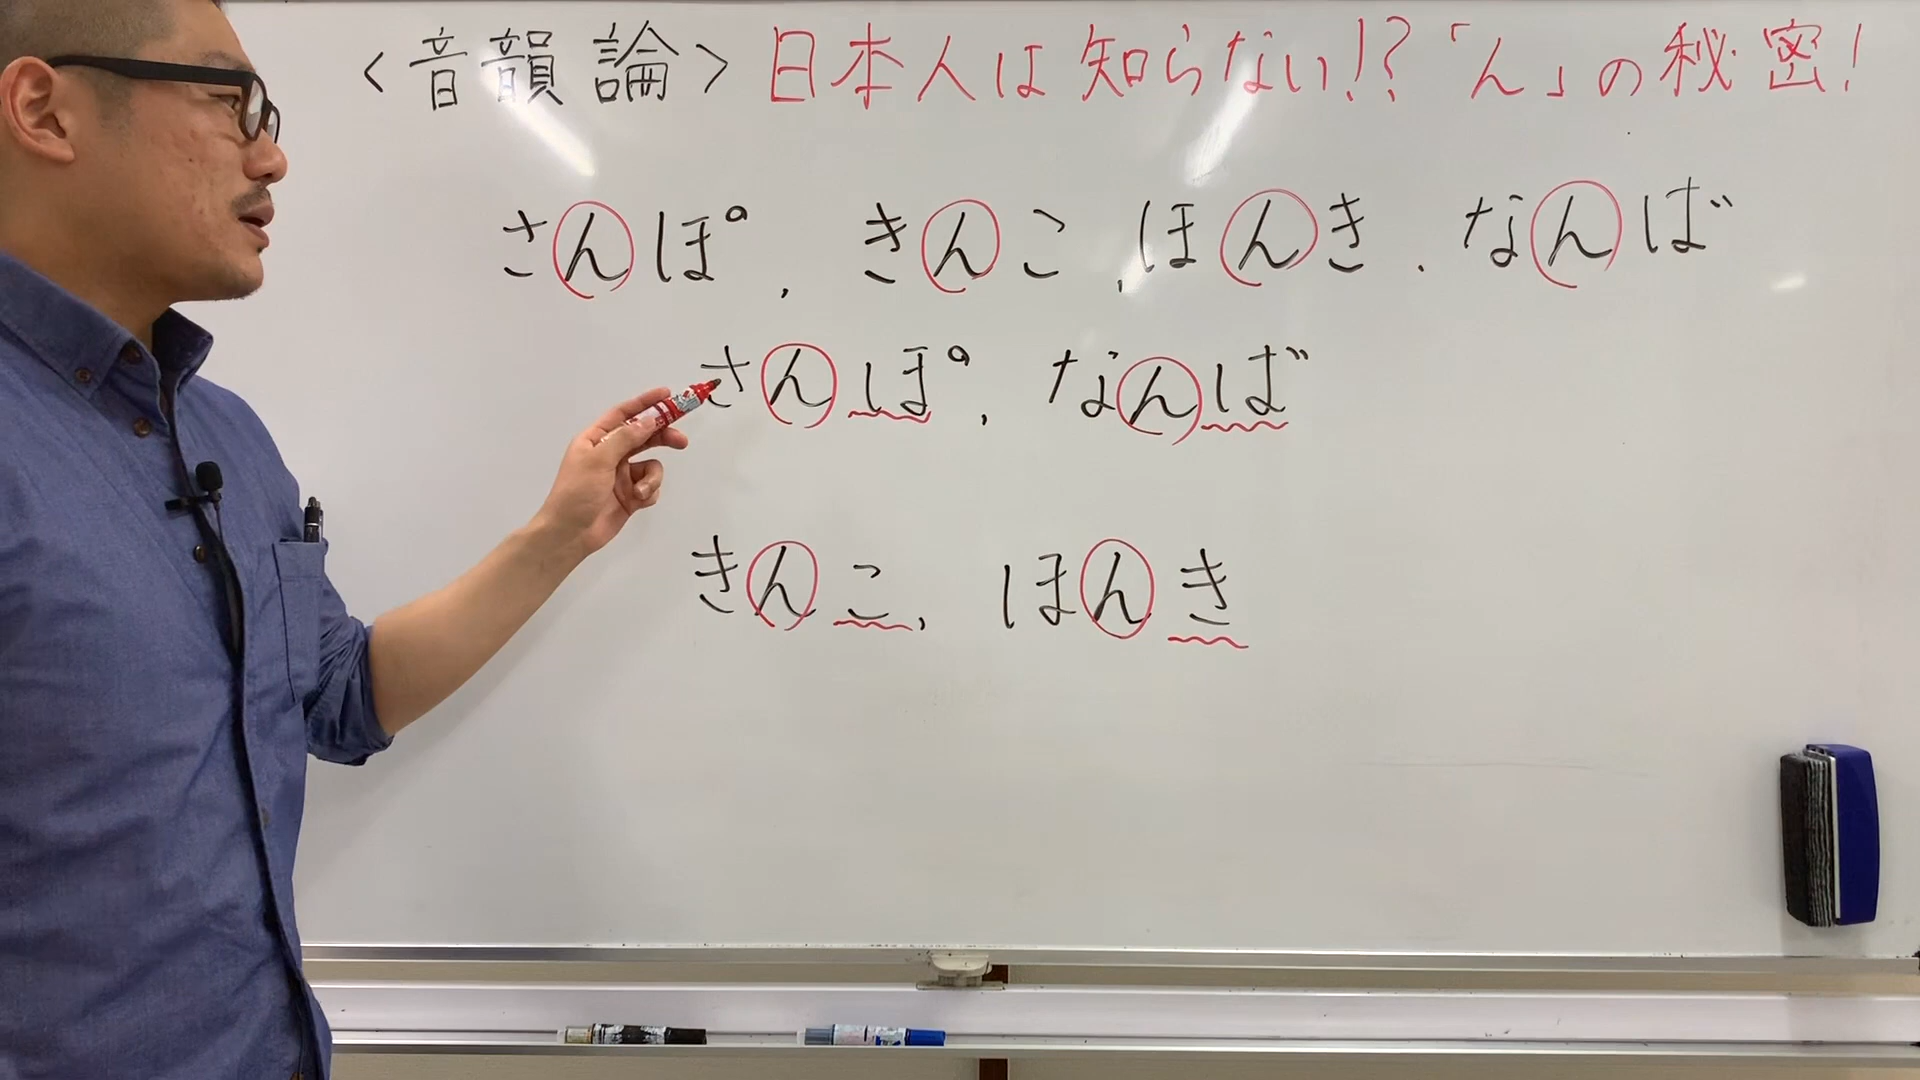 <音韻論>日本人は知らない!?「ん」の秘密!
さんぽ, きんこ, ほんき, なんば
さんぽ, なんば
きんこ, ほんき